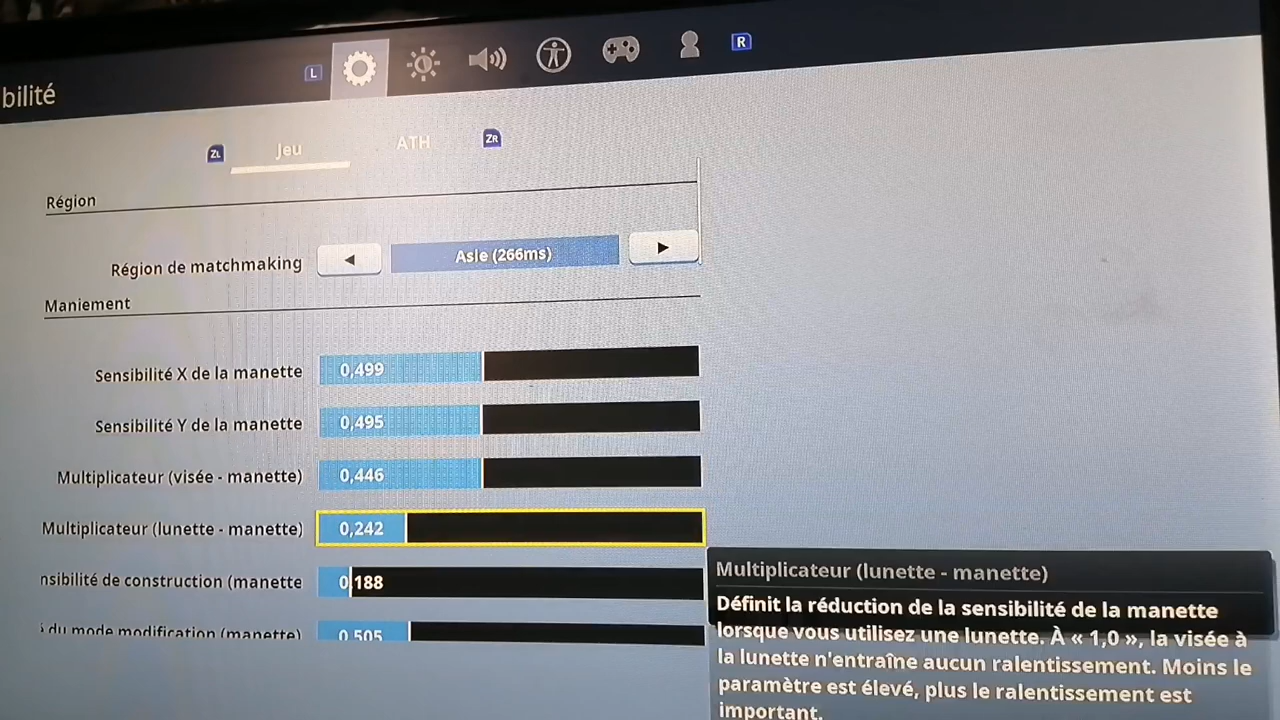 L
R
bilité
ZL
Jeu
ATH
ZR
Région
Région de matchmaking
Asie (266ms)
Maniement
Sensibilité X de la manette
0,499
Sensibilité Y de la manette
0,495
Multiplicateur (visée - manette)
0,446
Multiplicateur (lunette - manette)
0,242
nsibilité de construction (manette
0,188
du mode modification (manette)
0,505
Multiplicateur (lunette - manette)
Définit la réduction de la sensibilité de la manette
lorsque vous utilisez une lunette. À « 1,0 », la visée à
la lunette n'entraîne aucun ralentissement. Moins le
paramètre est élevé, plus le ralentissement est
important.